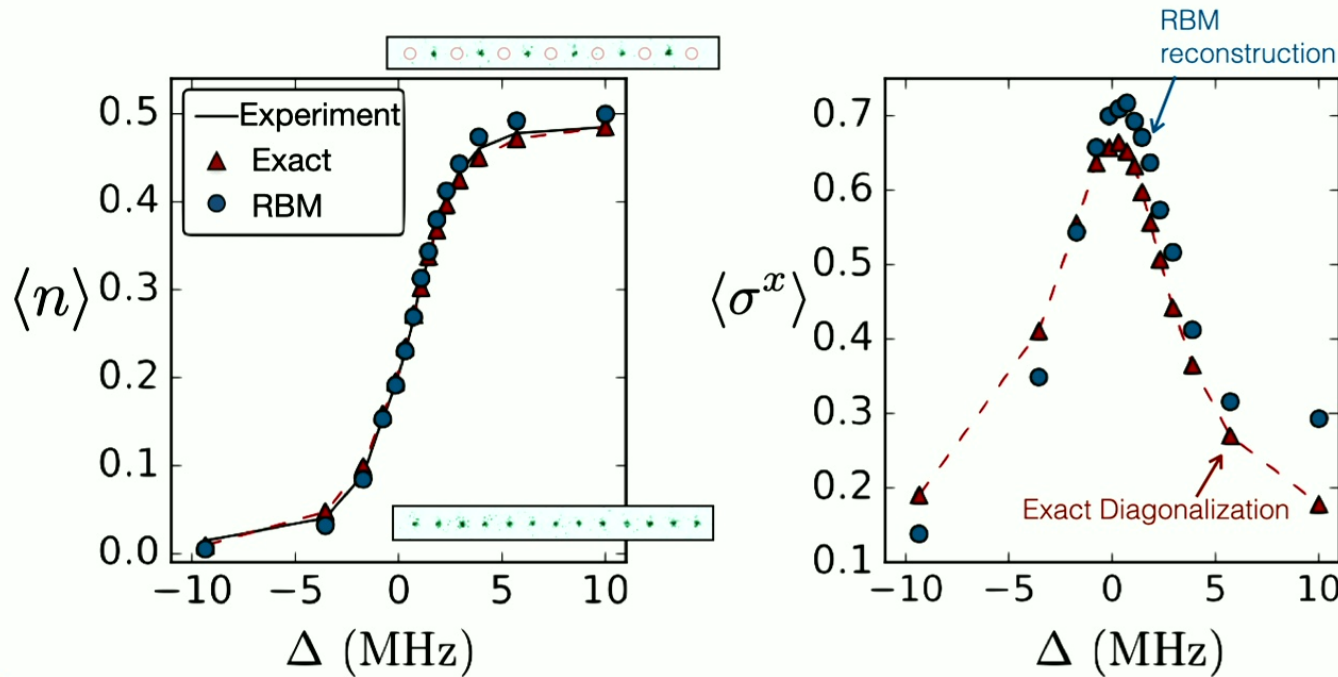 RBM
reconstruction
Experiment
Exact
RBM
⟨n⟩
0.5
0.4
0.3
0.2
0.1
0.0
−10 −5 0 5 10
Δ (MHz)
⟨σˣ⟩
0.7
0.6
0.5
0.4
0.3
0.2
0.1
Exact Diagonalization
−10 −5 0 5 10
Δ (MHz)